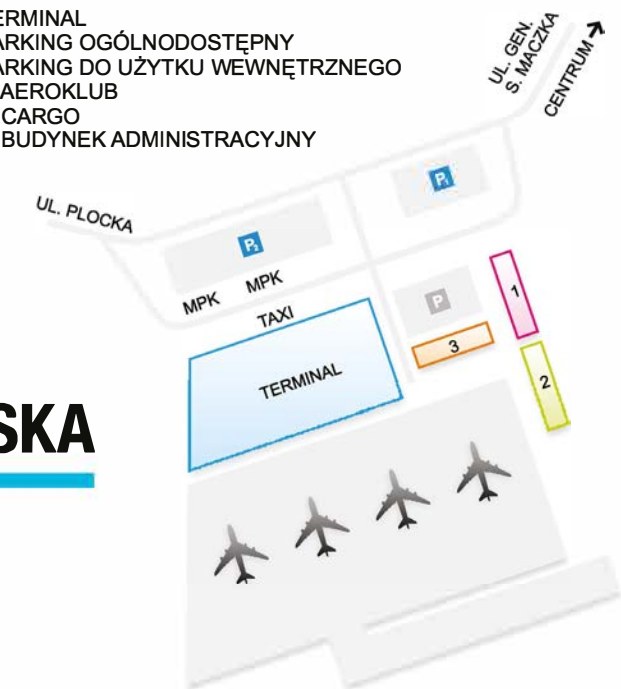 ERMINAL
ARKING OGÓLNODOSTĘPNY
ARKING DO UŻYTKU WEWNĘTRZNEGO
AEROKLUB
CARGO
BUDYNEK ADMINISTRACYJNY
UL. GEN.
S. MACZKA
CENTRUM
P1
UL. PLOCKA
P2
MPK
MPK
TAXI
P
1
3
TERMINAL
2
SKA